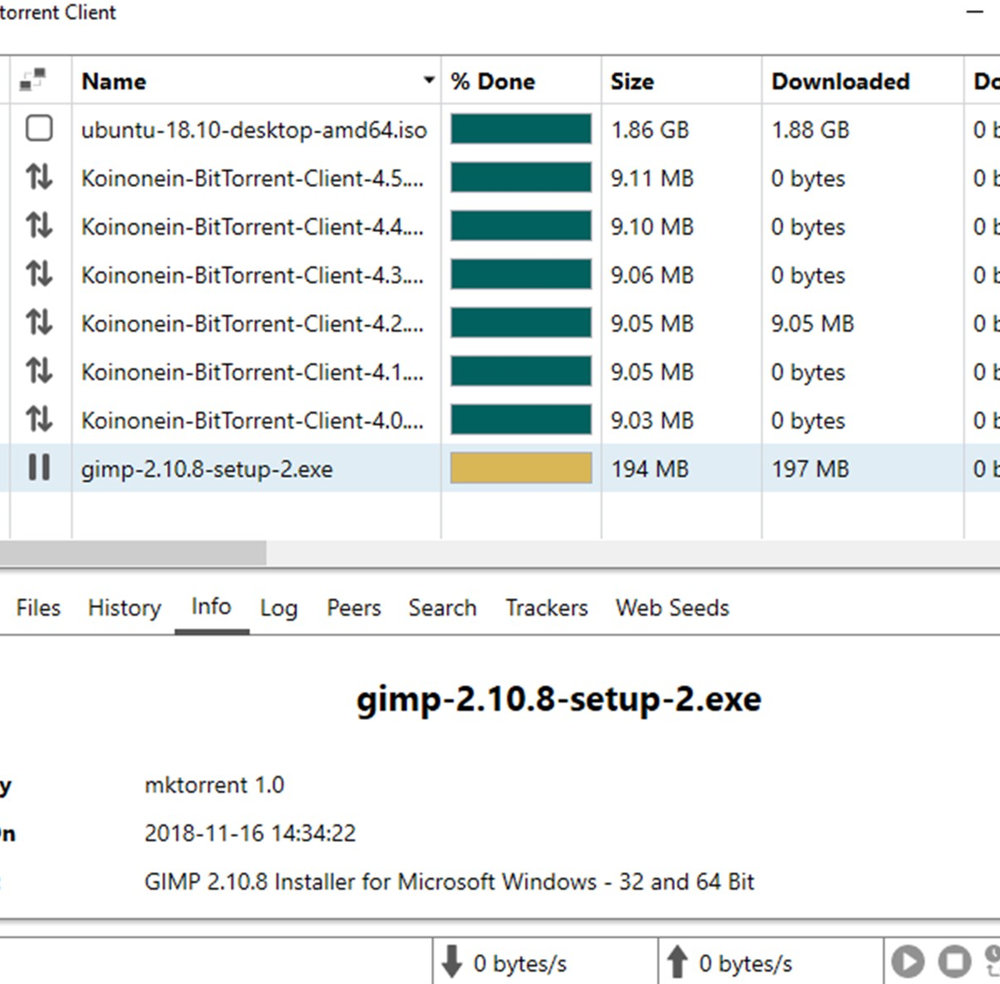 torrent Client
Name % Done Size Downloaded
ubuntu-18.10-desktop-amd64.iso 1.86 GB 1.88 GB 0
Koinonein-BitTorrent-Client-4.5.... 9.11 MB 0 bytes 0
Koinonein-BitTorrent-Client-4.4.... 9.10 MB 0 bytes 0
Koinonein-BitTorrent-Client-4.3.... 9.06 MB 0 bytes 0
Koinonein-BitTorrent-Client-4.2.... 9.05 MB 9.05 MB 0
Koinonein-BitTorrent-Client-4.1.... 9.05 MB 0 bytes 0
Koinonein-BitTorrent-Client-4.0.... 9.03 MB 0 bytes 0
gimp-2.10.8-setup-2.exe 194 MB 197 MB 0
Files History Info Log Peers Search Trackers Web Seeds
gimp-2.10.8-setup-2.exe
y mktorrent 1.0
n 2018-11-16 14:34:22
GIMP 2.10.8 Installer for Microsoft Windows - 32 and 64 Bit
0 bytes/s 0 bytes/s